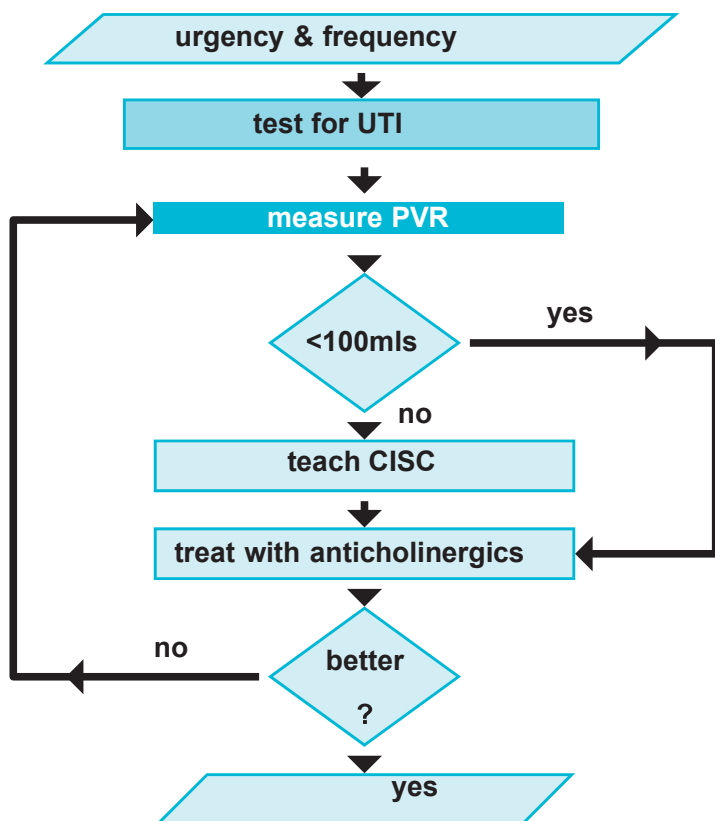 urgency & frequency
test for UTI
measure PVR
<100mls
yes
no
teach CISC
treat with anticholinergics
no
better
?
yes